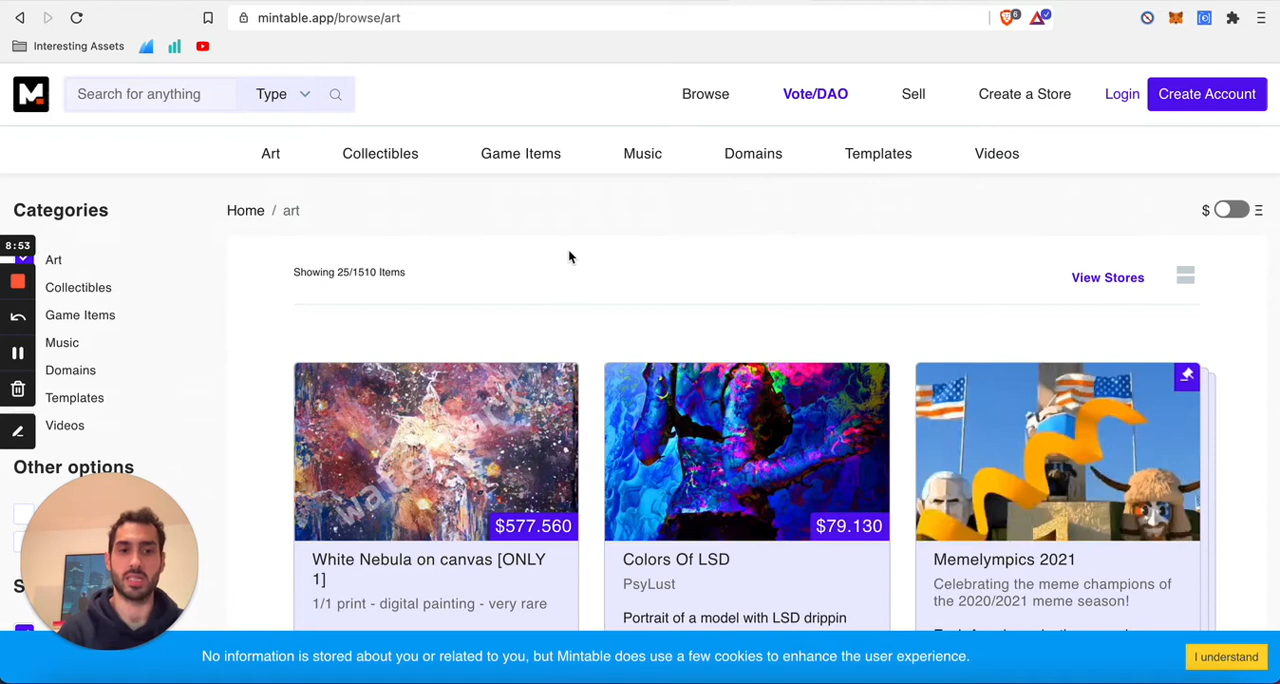 mintable.app/browse/art
6
Interesting Assets
M
Search for anything
Type
Browse
Vote/DAO
Sell
Create a Store
Login
Create Account
Art
Collectibles
Game Items
Music
Domains
Templates
Videos
Categories
Home / art
$
8:53
Art
Collectibles
Game Items
Music
Domains
Templates
Videos
Other options
Showing 25/1510 Items
View Stores
$577.560
$79.130
White Nebula on canvas [ONLY
1]
1/1 print - digital painting - very rare
Colors Of LSD
PsyLust
Portrait of a model with LSD drippin
Memelympics 2021
Celebrating the meme champions of
the 2020/2021 meme season!
No information is stored about you or related to you, but Mintable does use a few cookies to enhance the user experience.
I understand